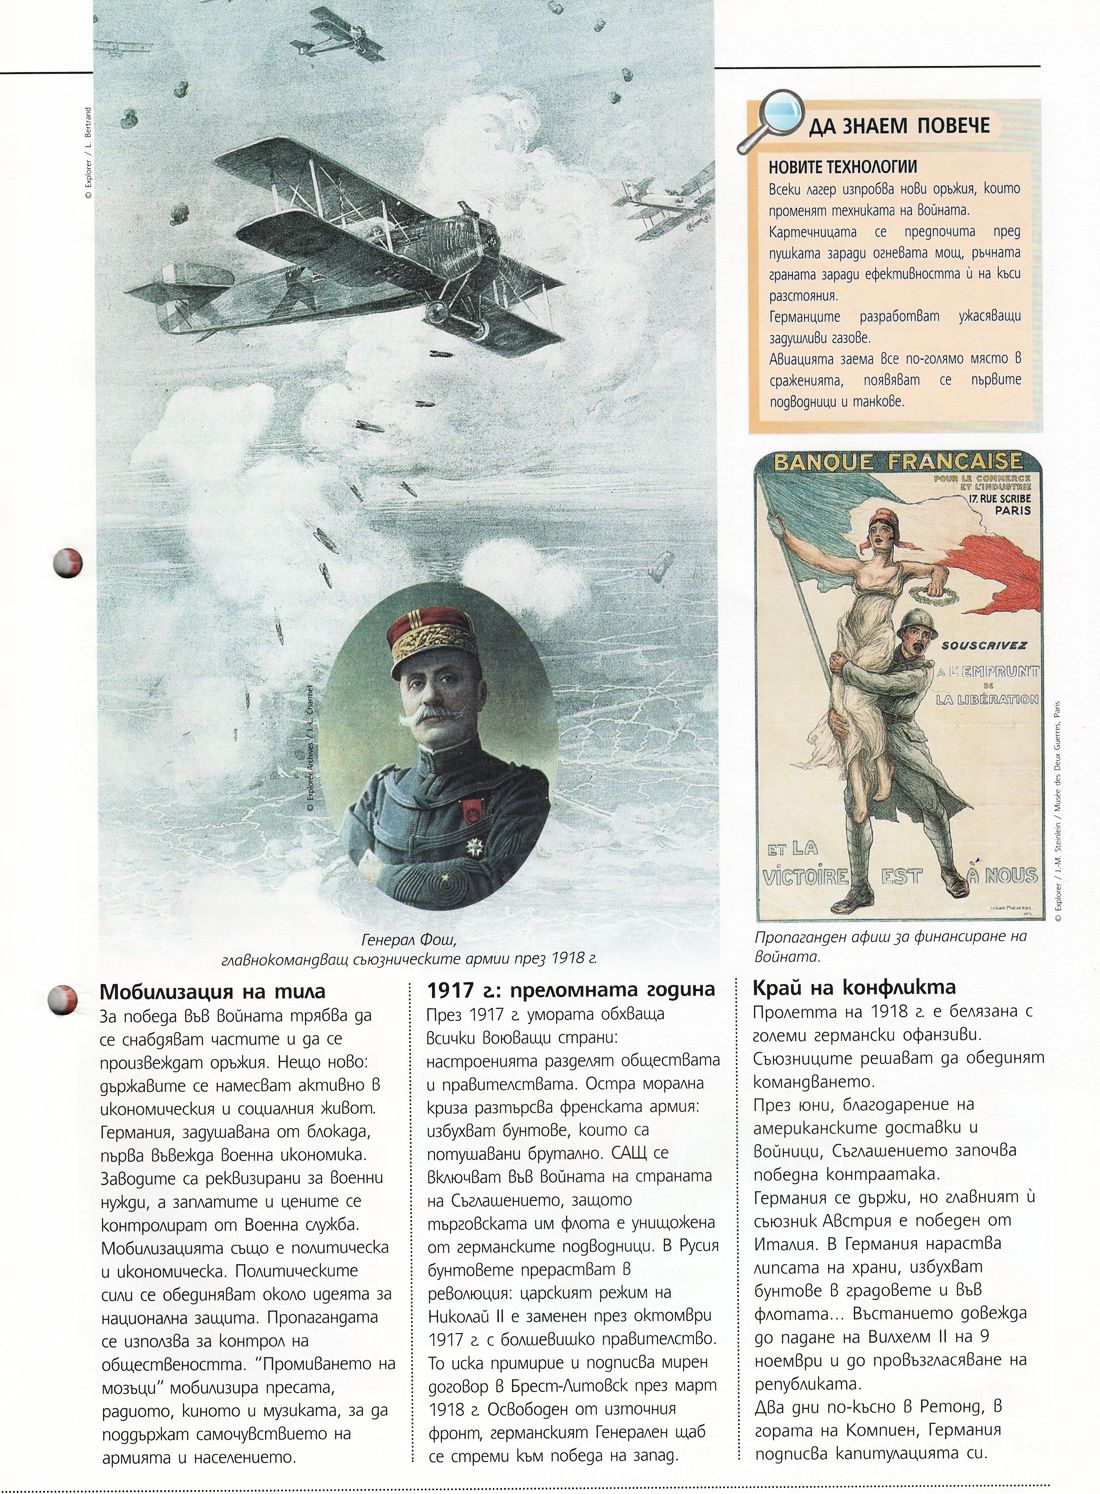 © Explorer / L. Bertrand
ДА ЗНАЕМ ПОВЕЧЕ
НОВИТЕ ТЕХНОЛОГИИ
Всеки лагер изпробва нови оръжия, които
променят техниката на войната.
Картечницата се предпочита пред
пушката заради огневата мощ, ръчната
граната заради ефективността ѝ на къси
разстояния.
Германците разработват ужасяващи
задушливи газове.
Авиацията заема все по-голямо място в
сраженията, появяват се първите
подводници и танкове.
BANQUE FRANÇAISE
POUR LE COMMERCE
ET L'INDUSTRIE
17. RUE SCRIBE
PARIS
SOUSCRIVEZ
A L'EMPRUNT
DE
LA LIBÉRATION
ET LA
VICTOIRE EST À NOUS
© Explorer / J.-M. Steinlein / Musée des Deux Guerres, Paris
© Explorer Archives / J.-L. Charmet
Генерал Фош,
главнокомандващ съюзническите армии през 1918 г.
Пропаганден афиш за финансиране на
войната.
Мобилизация на тила
За победа във войната трябва да
се снабдяват частите и да се
произвеждат оръжия. Нещо ново:
държавите се намесват активно в
икономическия и социалния живот.
Германия, задушавана от блокада,
първа въвежда военна икономика.
Заводите са реквизирани за военни
нужди, а заплатите и цените се
контролират от Военна служба.
Мобилизацията също е политическа
и икономическа. Политическите
сили се обединяват около идеята за
национална защита. Пропагандата
се използва за контрол на
обществеността. "Промиването на
мозъци" мобилизира пресата,
радиото, киното и музиката, за да
поддържат самочувствието на
армията и населението.
1917 г.: преломната година
През 1917 г. умората обхваща
всички воюващи страни:
настроенията разделят обществата
и правителствата. Остра морална
криза разтърсва френската армия:
избухват бунтове, които са
потушавани брутално. САЩ се
включват във войната на страната
на Съглашението, защото
търговската им флота е унищожена
от германските подводници. В Русия
бунтовете прерастват в
революция: царският режим на
Николай II е заменен през октомври
1917 г. с болшевишко правителство.
То иска примирие и подписва мирен
договор в Брест-Литовск през март
1918 г. Освободен от източния
фронт, германският Генерален щаб
се стреми към победа на запад.
Край на конфликта
Пролетта на 1918 г. е белязана с
големи германски офанзиви.
Съюзниците решават да обединят
командването.
През юни, благодарение на
американските доставки и
войници, Съглашението започва
победна контраатака.
Германия се държи, но главният ѝ
съюзник Австрия е победен от
Италия. В Германия нараства
липсата на храни, избухват
бунтове в градовете и във
флотата... Въстанието довежда
до падане на Вилхелм II на 9
ноември и до провъзгласяване на
републиката.
Два дни по-късно в Ретонд, в
гората на Компиен, Германия
подписва капитулацията си.